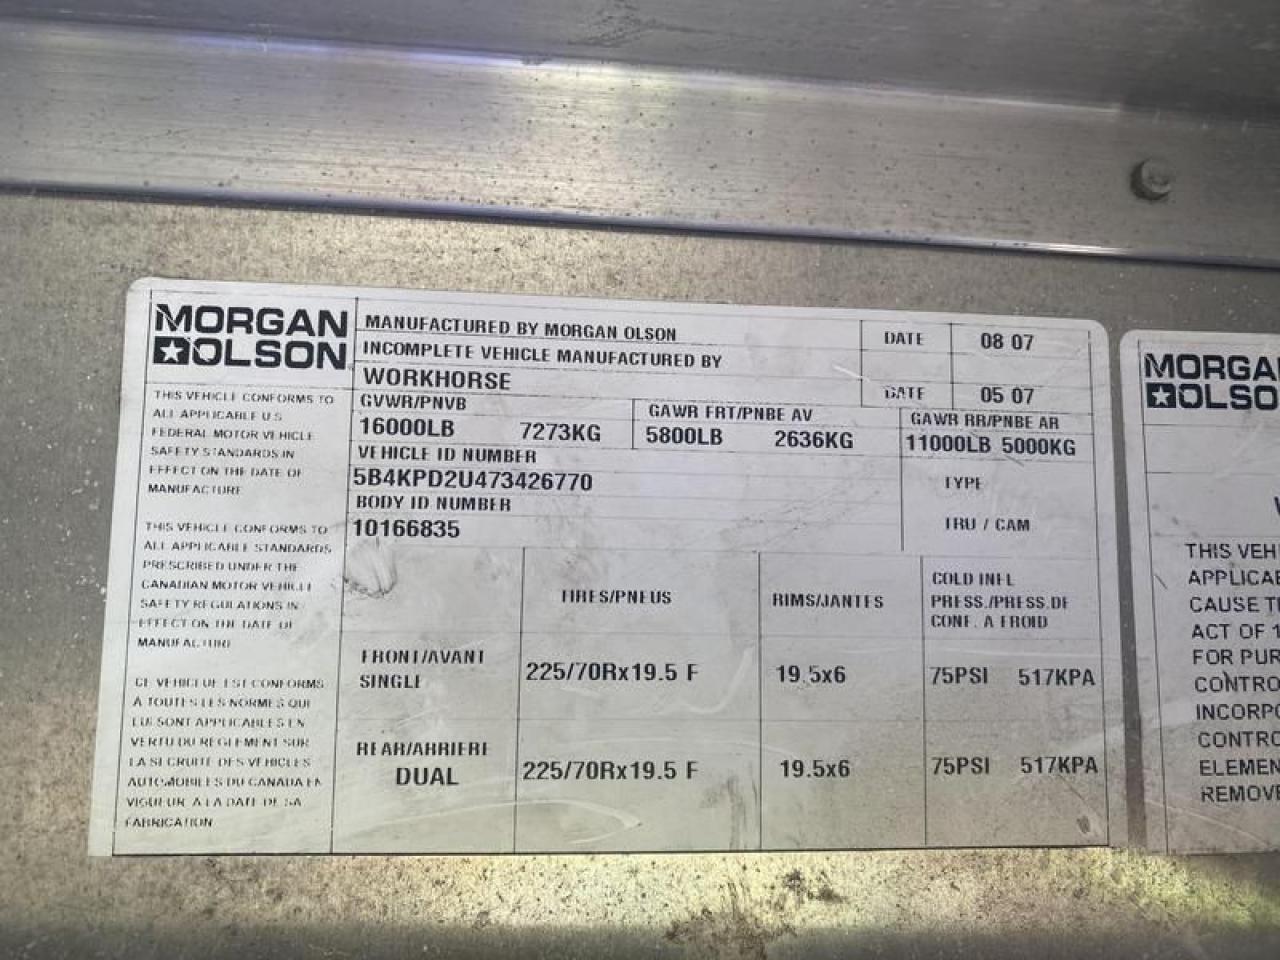 MORGAN
OLSON
MANUFACTURED BY MORGAN OLSON
DATE 08 07
INCOMPLETE VEHICLE MANUFACTURED BY
WORKHORSE
DATE 05 07
GVWR/PNVB
16000LB 7273KG
GAWR FRT/PNBE AV
5800LB 2636KG
GAWR RR/PNBE AR
11000LB 5000KG
VEHICLE ID NUMBER
5B4KPD2U473426770
TYPE
BODY ID NUMBER
10166835
TRU / CAM
THIS VEHICLE CONFORMS TO
ALL APPLICABLE U.S
FEDERAL MOTOR VEHICLE
SAFETY STANDARDS IN
EFFECT ON THE DATE OF
MANUFACTURE
THIS VEHICLE CONFORMS TO
ALL APPLICABLE STANDARDS
PRESCRIBED UNDER THE
CANADIAN MOTOR VEHICLE
SAFETY REGULATIONS IN
EFFECT ON THE DATE OF
MANUFACTURE
CE VEHICULE EST CONFORMS
A TOUTES LES NORMES QUI
LUI SONT APPLICABLES EN
VERTU DU REGLEMENT SUR
LA SECRUITE DES VEHICLES
AUTOMOBILES DU CANADA EN
VIGUEUR A LA DATE DE SA
FABRICATION
TIRES/PNEUS
RIMS/JANTES
COLD INFL
PRESS./PRESS.DE
CONF. A FROID
FRONT/AVANT
SINGLE
225/70Rx19.5 F
19.5x6
75PSI 517KPA
REAR/ARRIERE
DUAL
225/70Rx19.5 F
19.5x6
75PSI 517KPA
MORGA
OLSO
THIS VEH
APPLICAB
CAUSE T
ACT OF 1
FOR PUR
CONTRO
INCORPO
CONTRO
ELEMEN
REMOVE